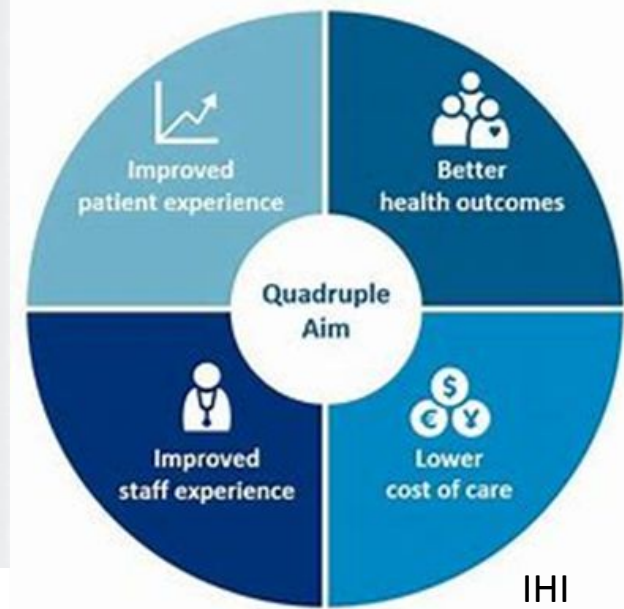 Improved
patient experience
Better
health outcomes
Quadruple
Aim
Improved
staff experience
$
€ ¥
Lower
cost of care
IHI